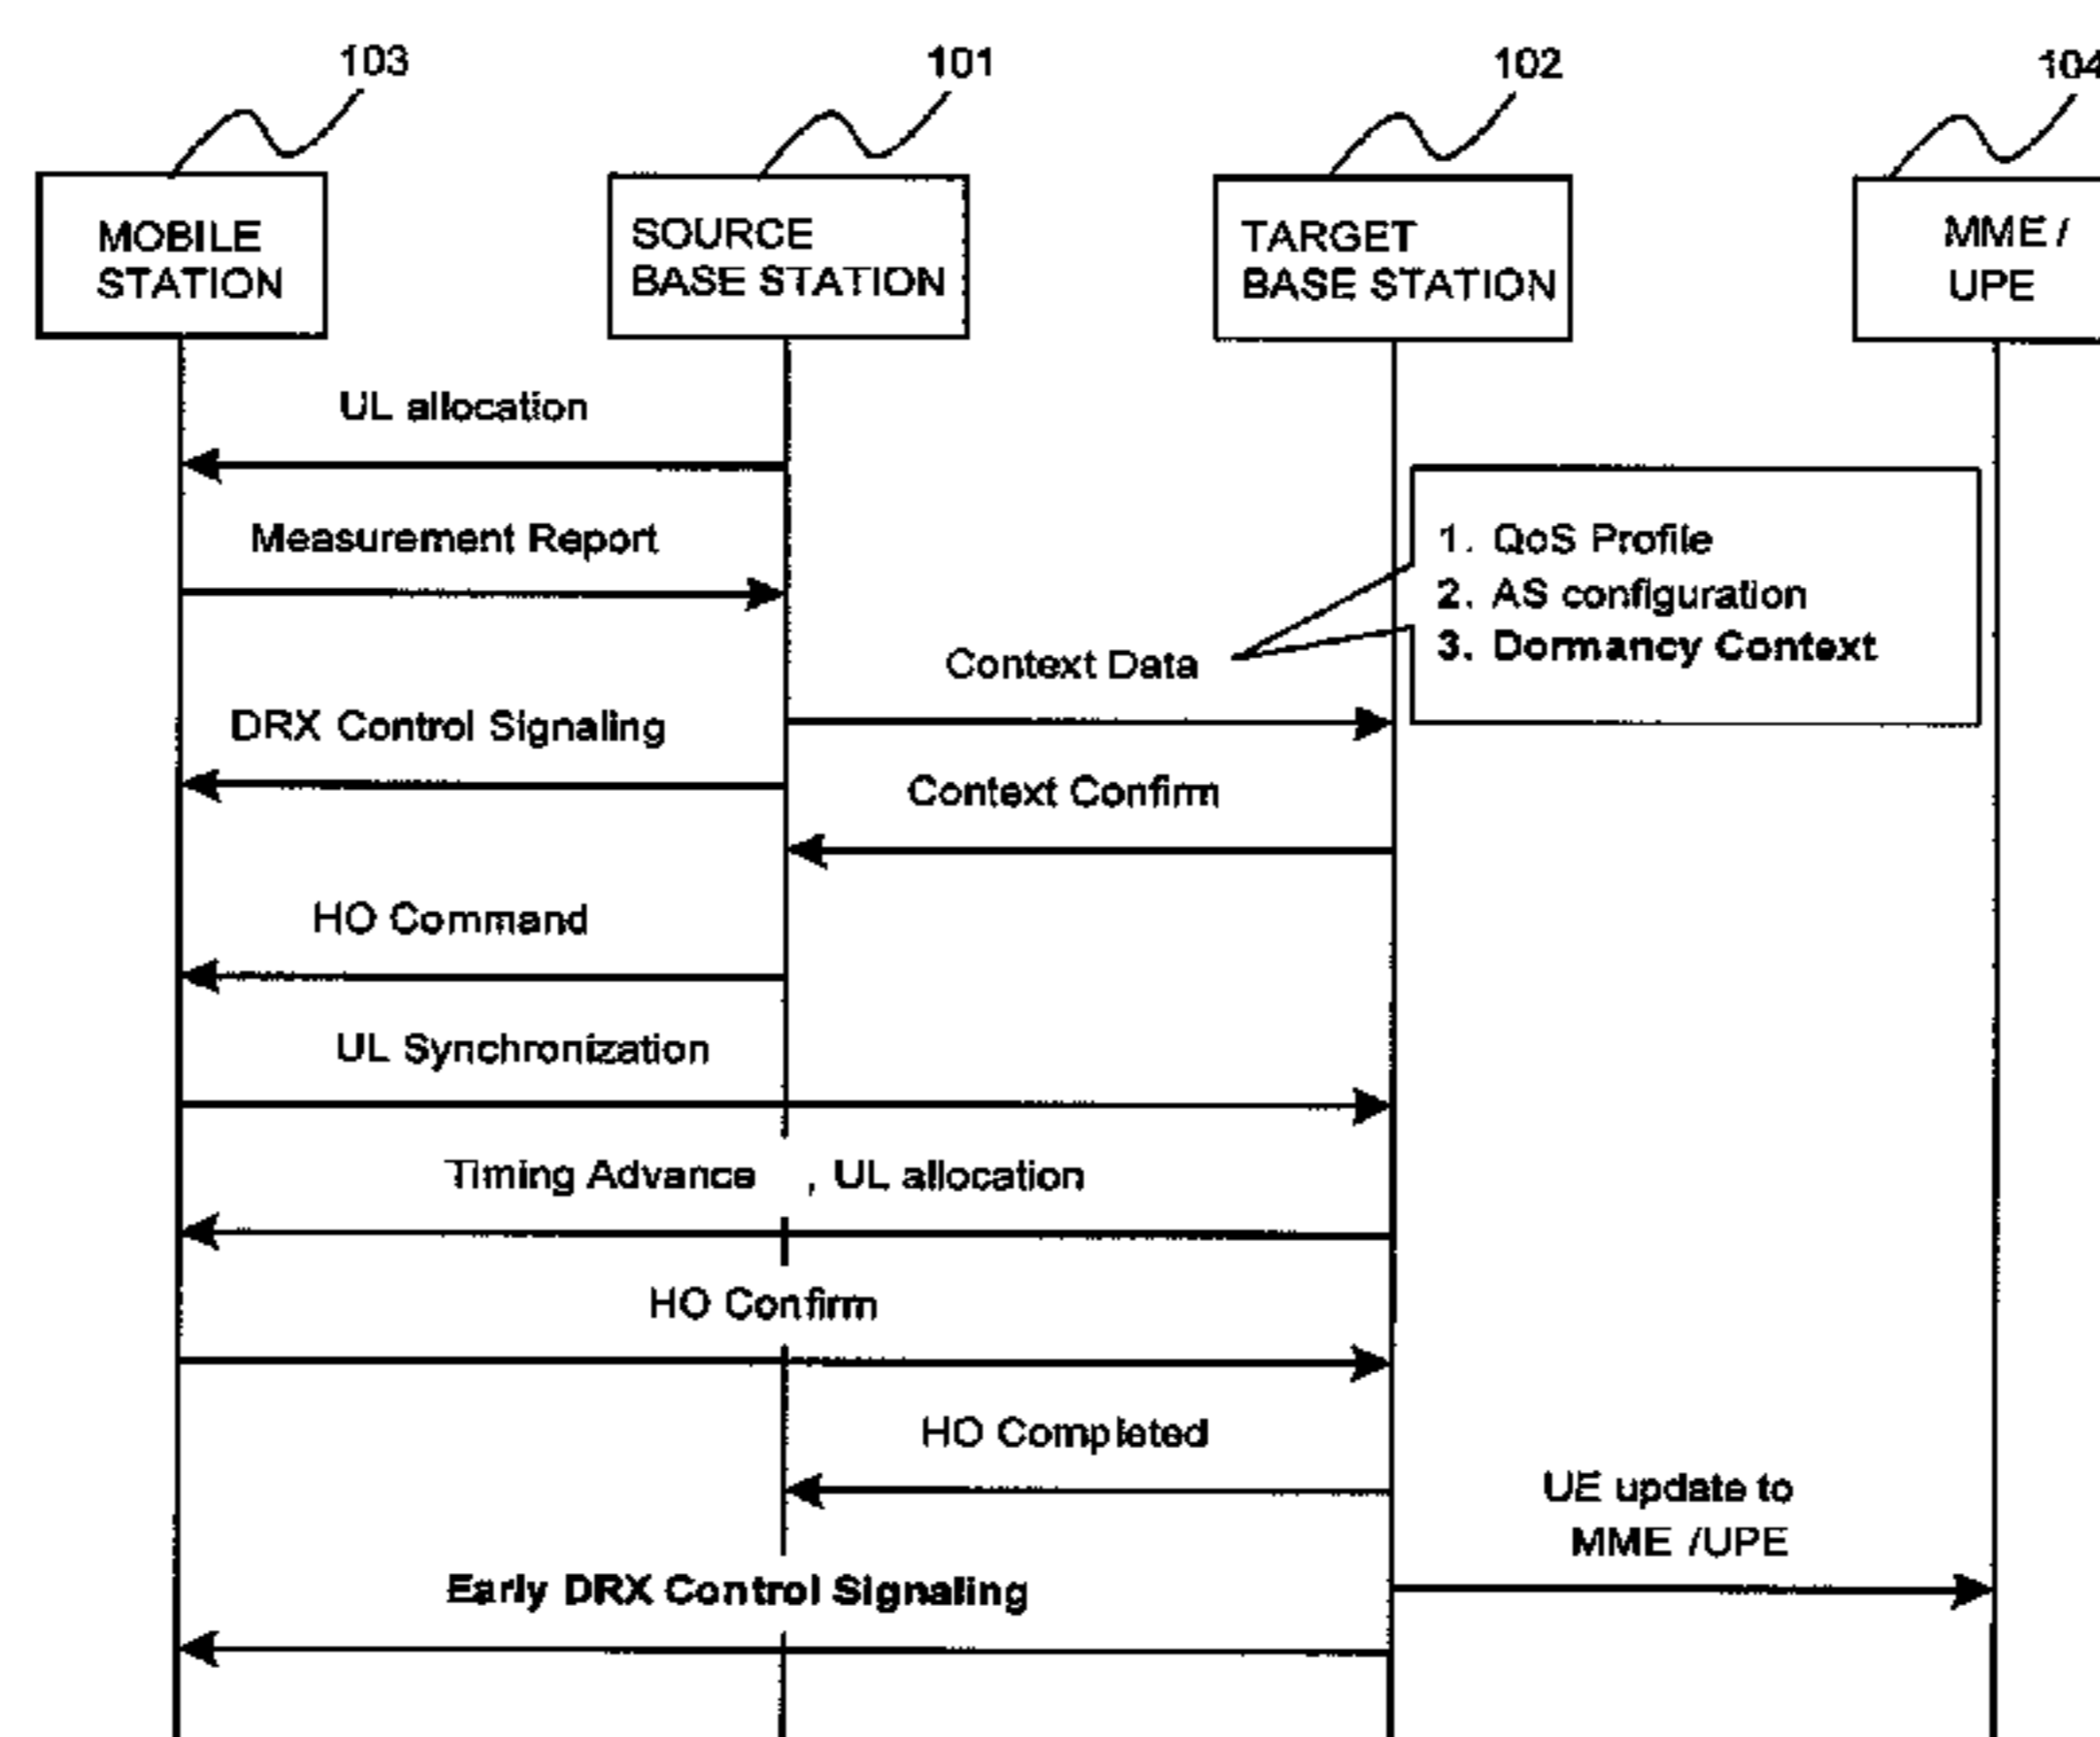 103
101
102
104
MOBILE
STATION
SOURCE
BASE STATION
TARGET
BASE STATION
MME /
UPE
UL allocation
Measurement Report
1. QoS Profile
2. AS configuration
3. Dormancy Context
Context Data
DRX Control Signaling
Context Confirm
HO Command
UL Synchronization
Timing Advance , UL allocation
HO Confirm
HO Completed
UE update to
MME /UPE
Early DRX Control Signaling